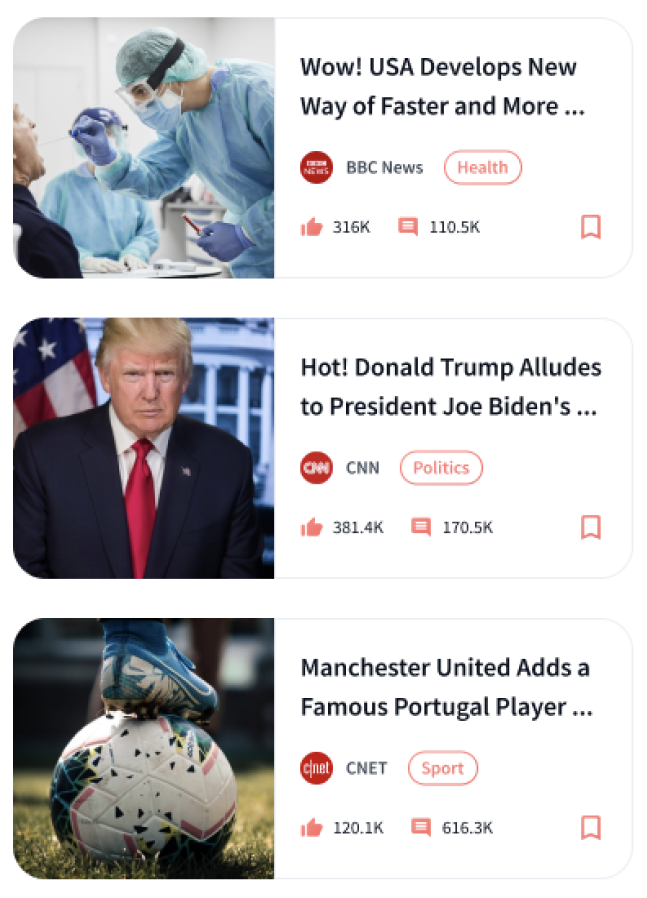 Wow! USA Develops New
Way of Faster and More ...
BBC NEWS
BBC News
Health
316K
110.5K
Hot! Donald Trump Alludes
to President Joe Biden's ...
CNN
CNN
Politics
381.4K
170.5K
Manchester United Adds a
Famous Portugal Player ...
c|net
CNET
Sport
120.1K
616.3K